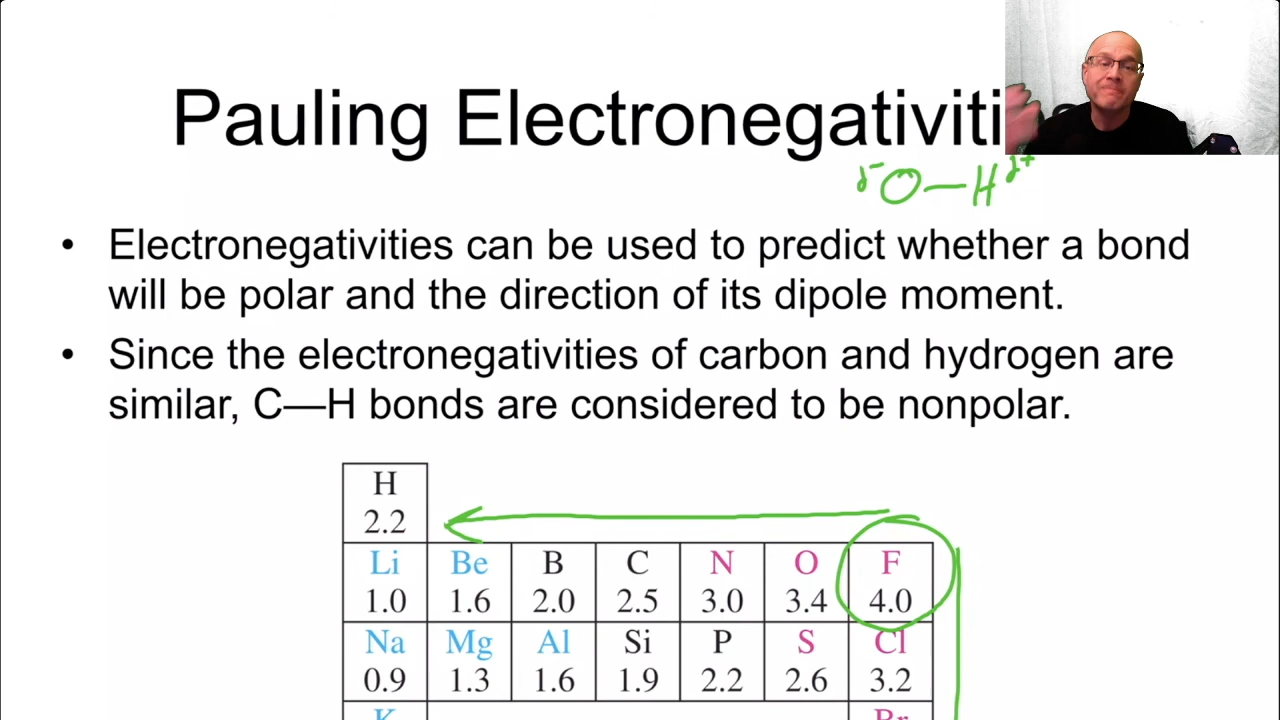 Pauling Electronegativiti
δ- O—H δ+
• Electronegativities can be used to predict whether a bond
will be polar and the direction of its dipole moment.
• Since the electronegativities of carbon and hydrogen are
similar, C—H bonds are considered to be nonpolar.
H
2.2
Li Be B C N O F
1.0 1.6 2.0 2.5 3.0 3.4 4.0
Na Mg Al Si P S Cl
0.9 1.3 1.6 1.9 2.2 2.6 3.2
K Br